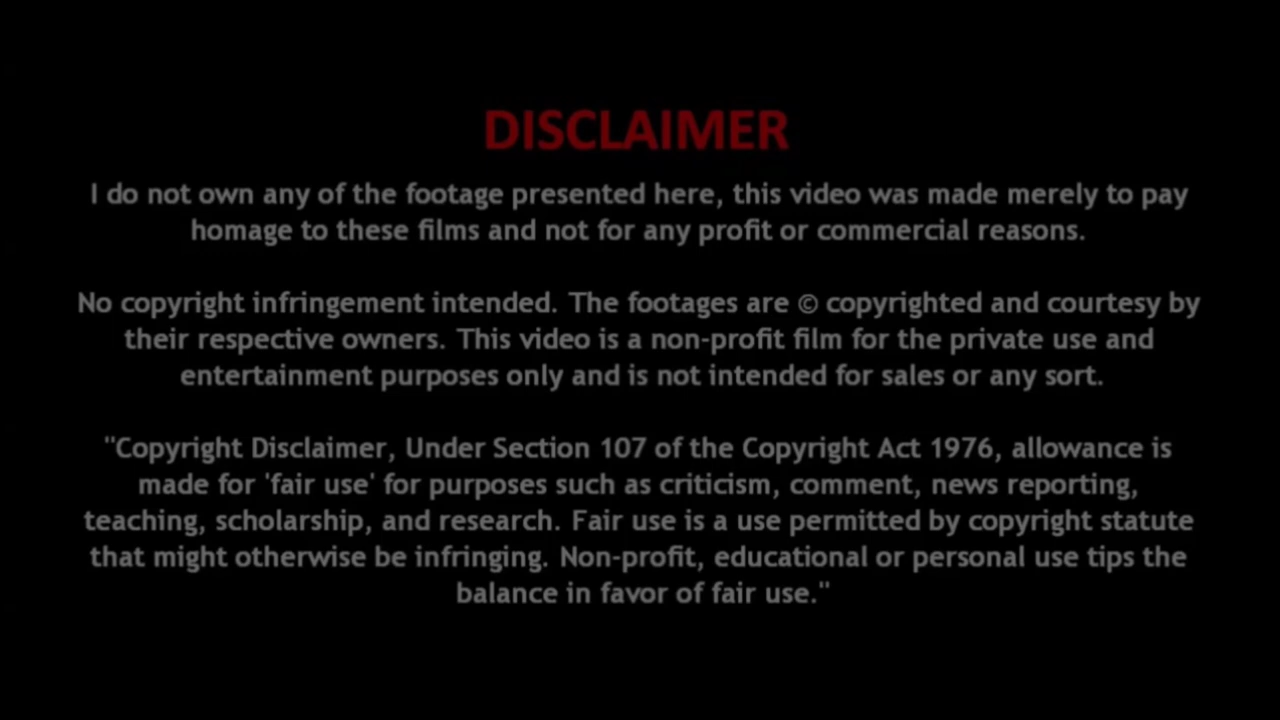 DISCLAIMER
I do not own any of the footage presented here, this video was made merely to pay
homage to these films and not for any profit or commercial reasons.
No copyright infringement intended. The footages are © copyrighted and courtesy by
their respective owners. This video is a non-profit film for the private use and
entertainment purposes only and is not intended for sales or any sort.
"Copyright Disclaimer, Under Section 107 of the Copyright Act 1976, allowance is
made for 'fair use' for purposes such as criticism, comment, news reporting,
teaching, scholarship, and research. Fair use is a use permitted by copyright statute
that might otherwise be infringing. Non-profit, educational or personal use tips the
balance in favor of fair use."